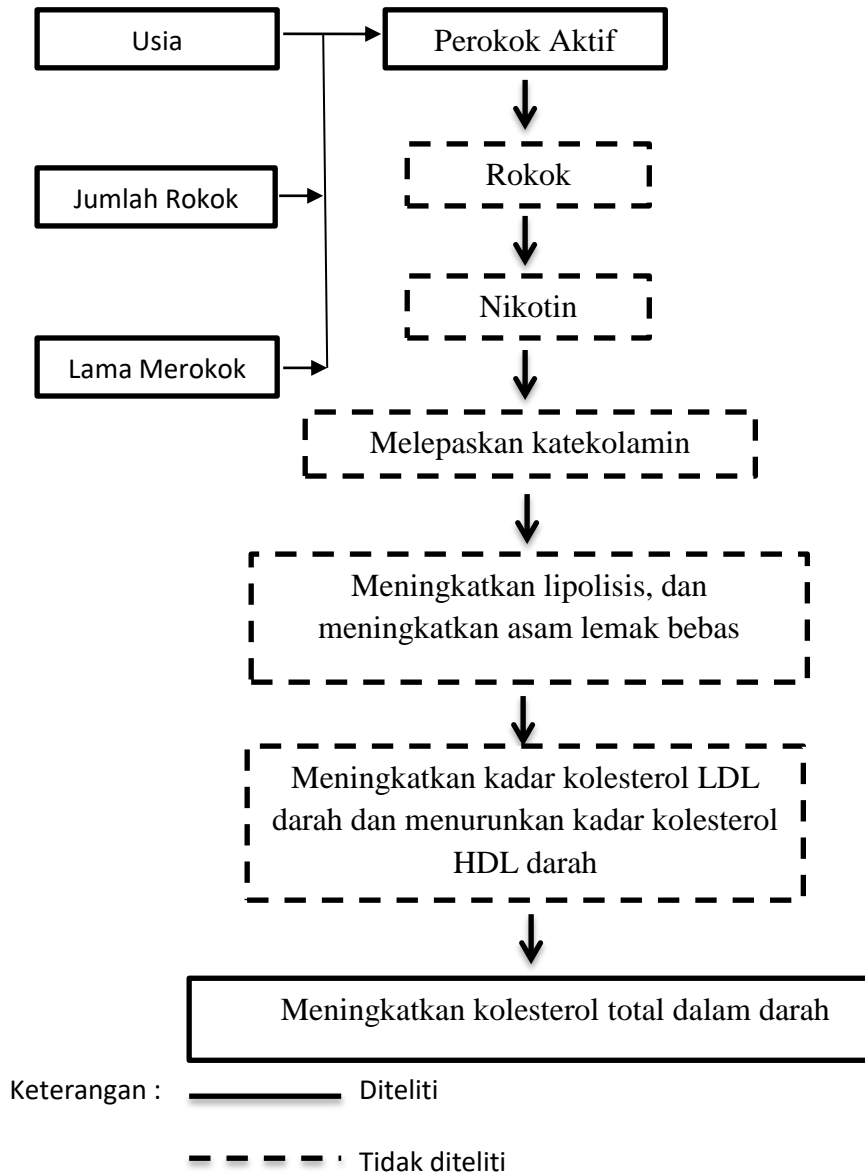 Usia
Perokok Aktif
Rokok
Jumlah Rokok
Nikotin
Lama Merokok
Melepaskan katekolamin
Meningkatkan lipolisis, dan
meningkatkan asam lemak bebas
Meningkatkan kadar kolesterol LDL
darah dan menurunkan kadar kolesterol
HDL darah
Meningkatkan kolesterol total dalam darah
Keterangan :
Diteliti
Tidak diteliti